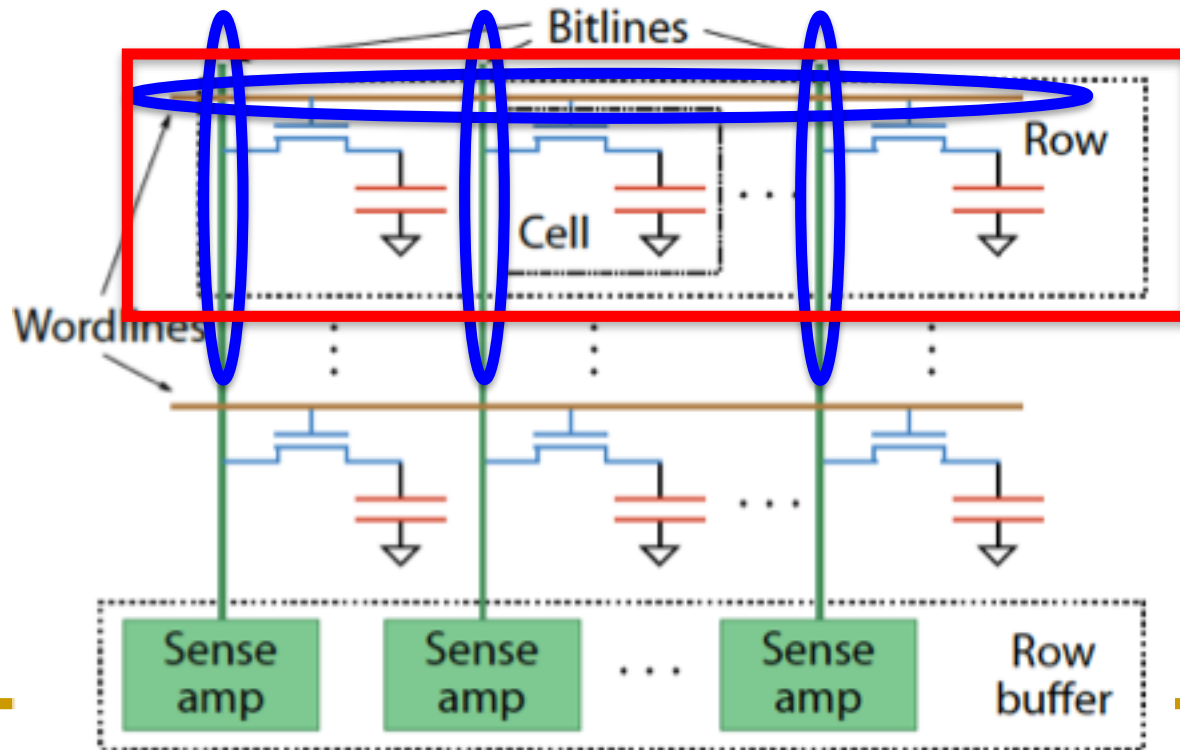 Bitlines
Row
Cell
Wordlines
Sense
amp
Sense
amp
Sense
amp
Row
buffer